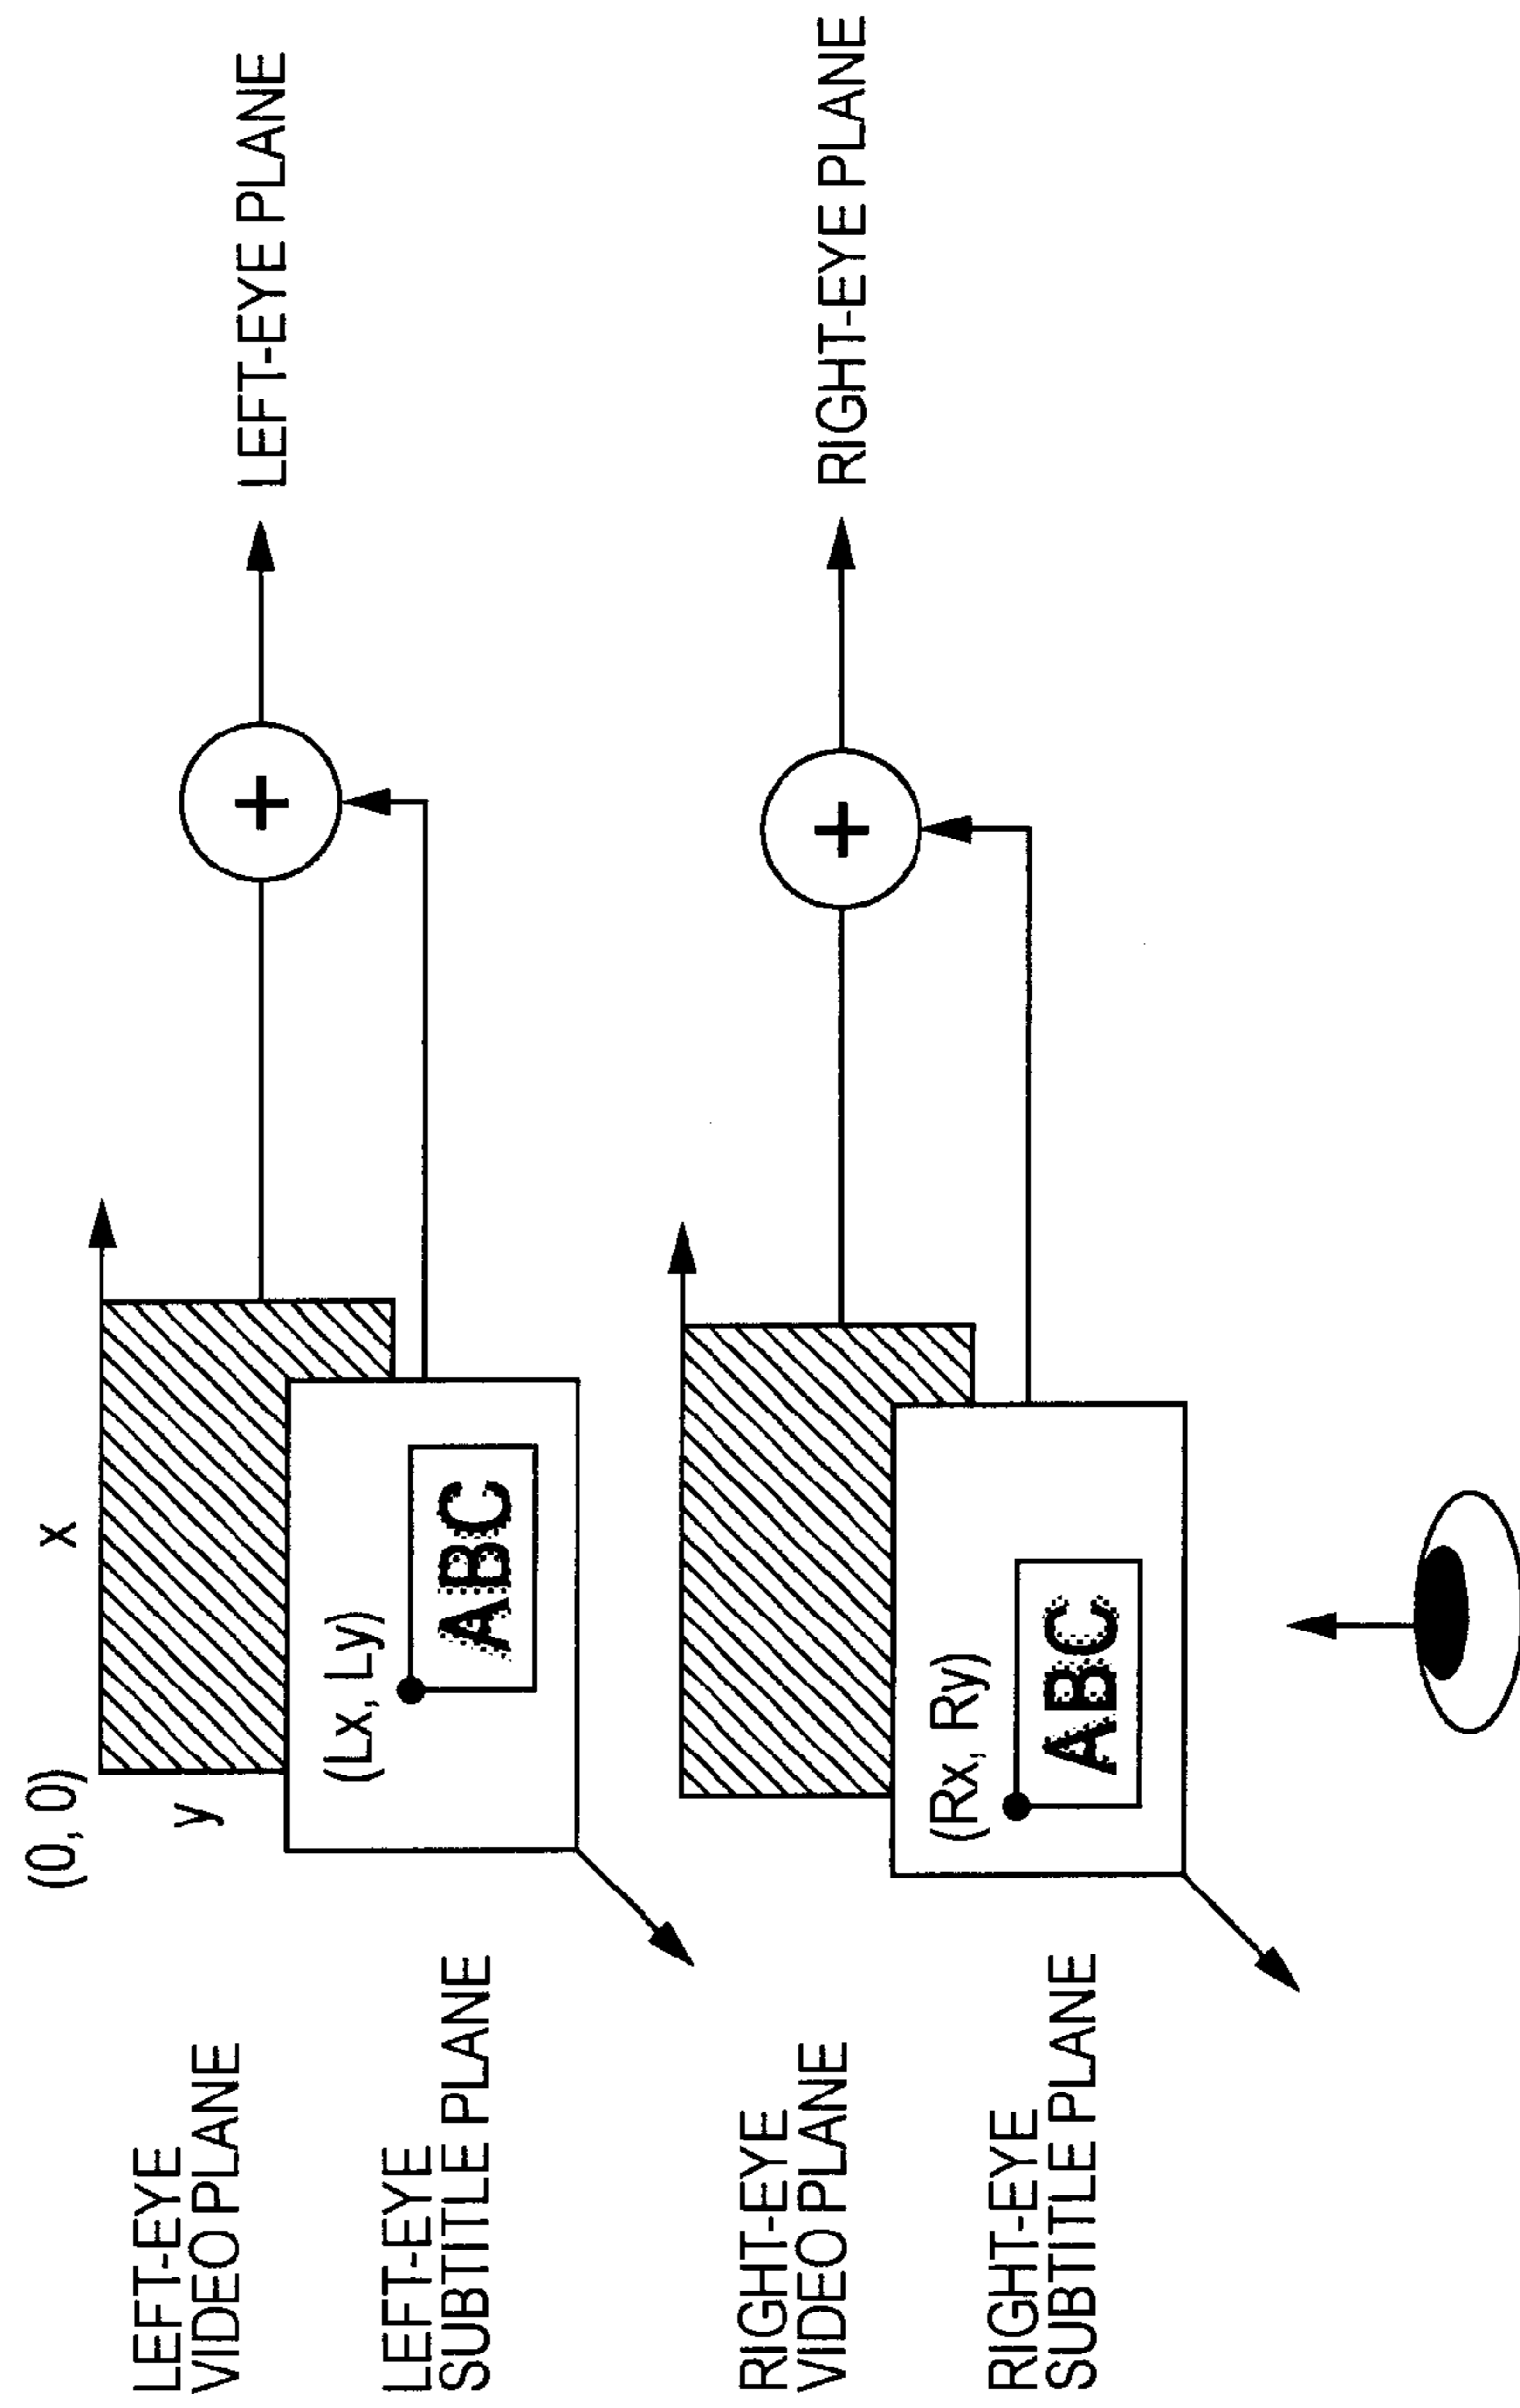 (0, 0)
x
y
LEFT-EYE
VIDEO PLANE
LEFT-EYE PLANE
+
LEFT-EYE
SUBTITLE PLANE
(Lx, Ly)
ABC
RIGHT-EYE
VIDEO PLANE
RIGHT-EYE PLANE
+
RIGHT-EYE
SUBTITLE PLANE
(Rx, Ry)
ABC